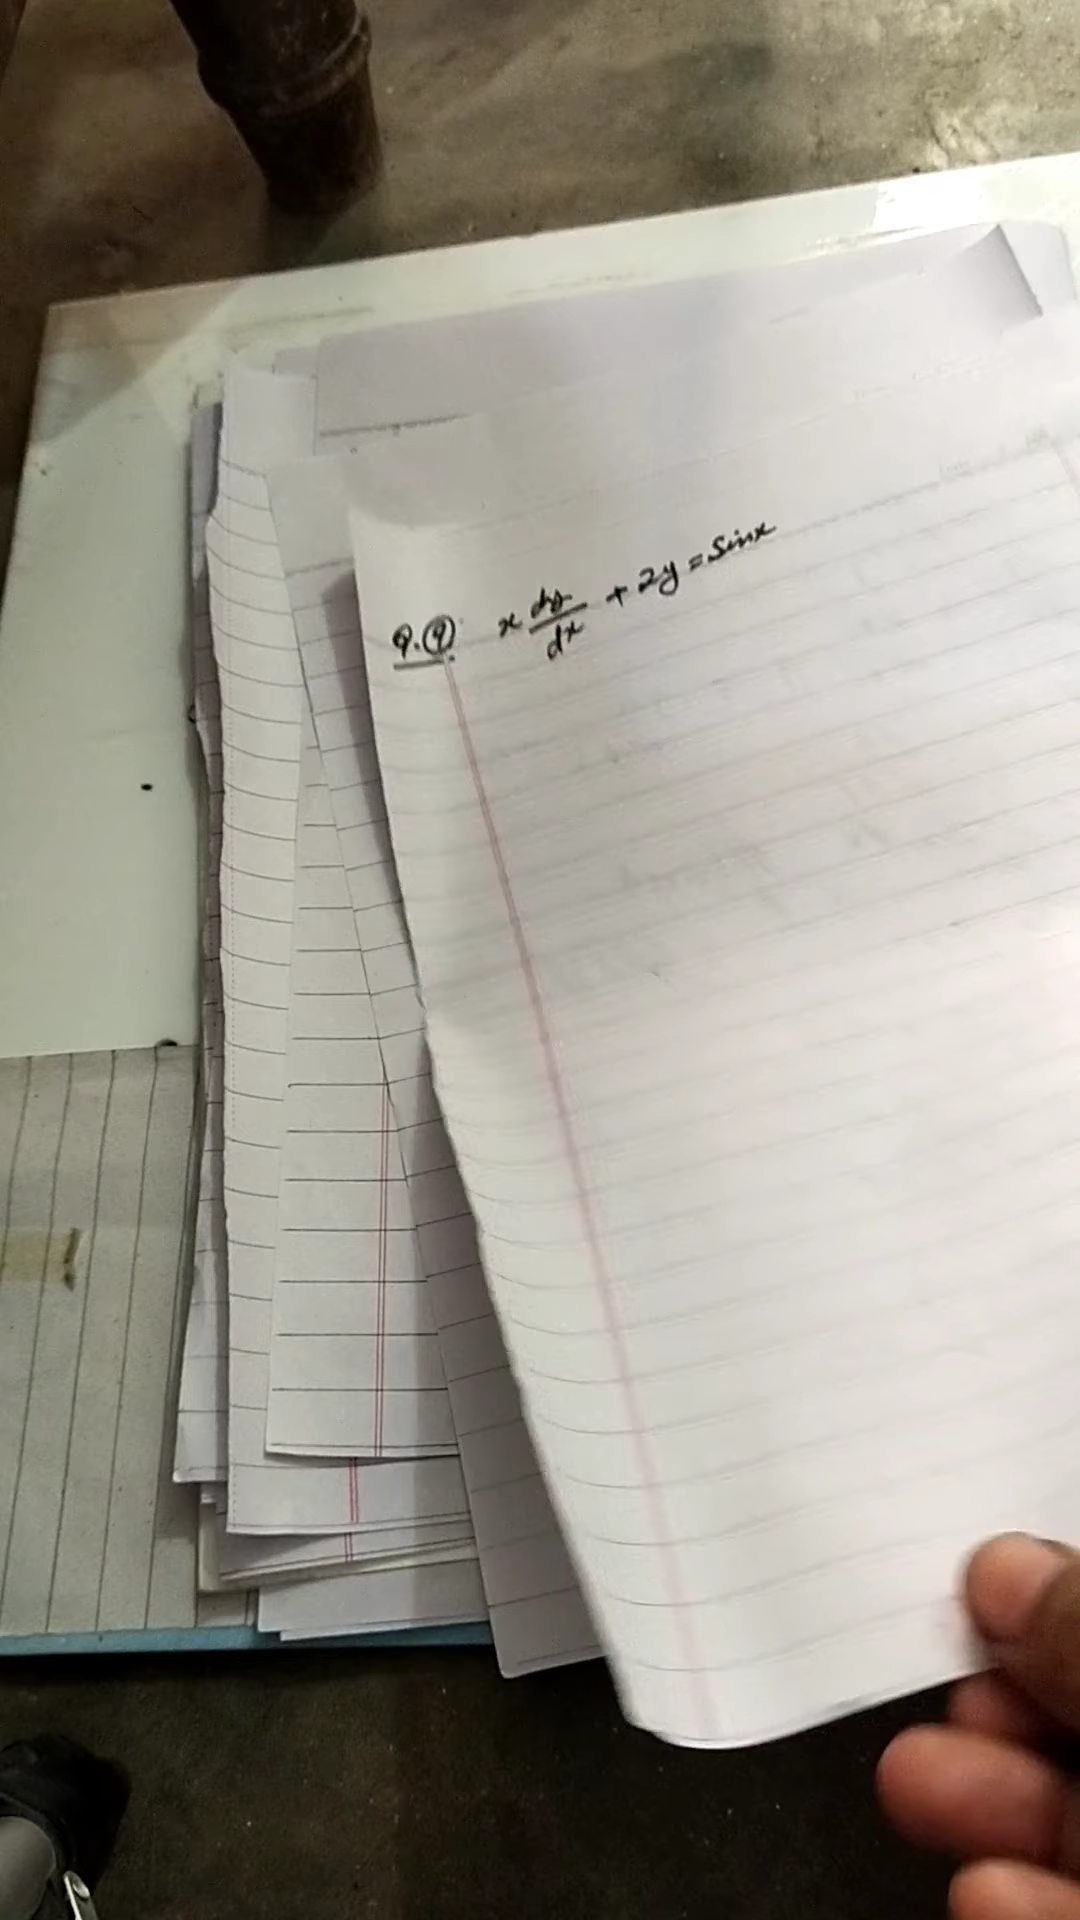 Q.9 x dy/dx + 2y = Sinx